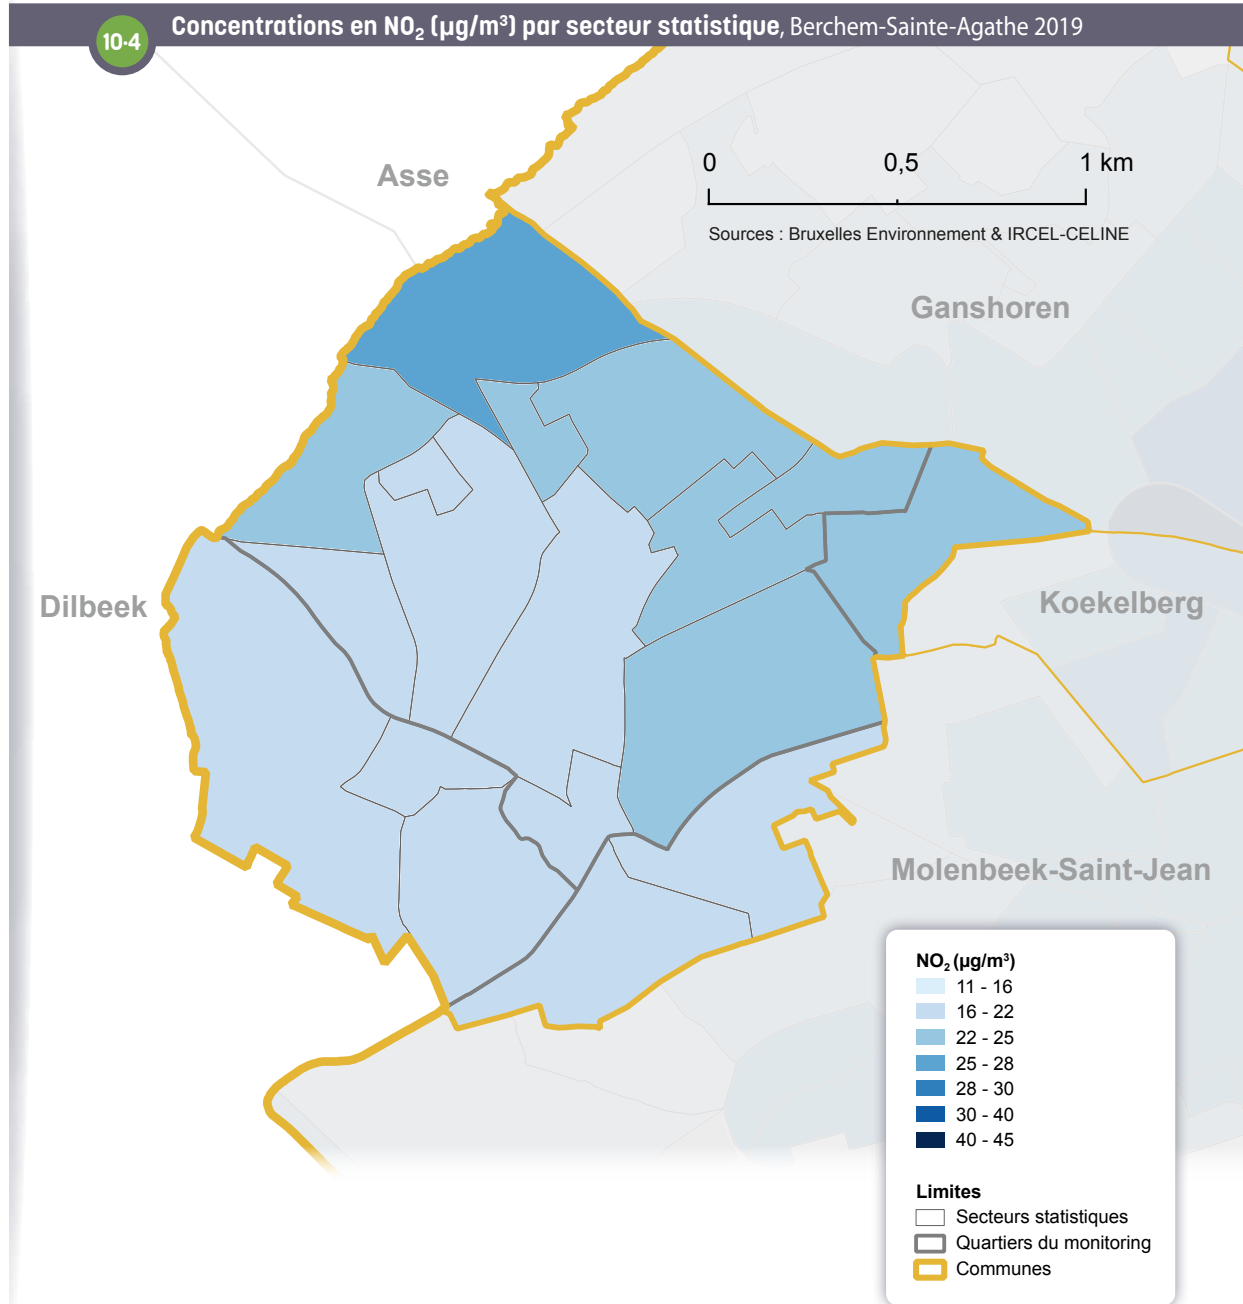 10·4
Concentrations en NO₂ (µg/m³) par secteur statistique, Berchem-Sainte-Agathe 2019
Asse
0 0,5 1 km
Sources : Bruxelles Environnement & IRCEL-CELINE
Ganshoren
Dilbeek
Koekelberg
Molenbeek-Saint-Jean
NO₂ (µg/m³)
11 - 16
16 - 22
22 - 25
25 - 28
28 - 30
30 - 40
40 - 45
Limites
Secteurs statistiques
Quartiers du monitoring
Communes